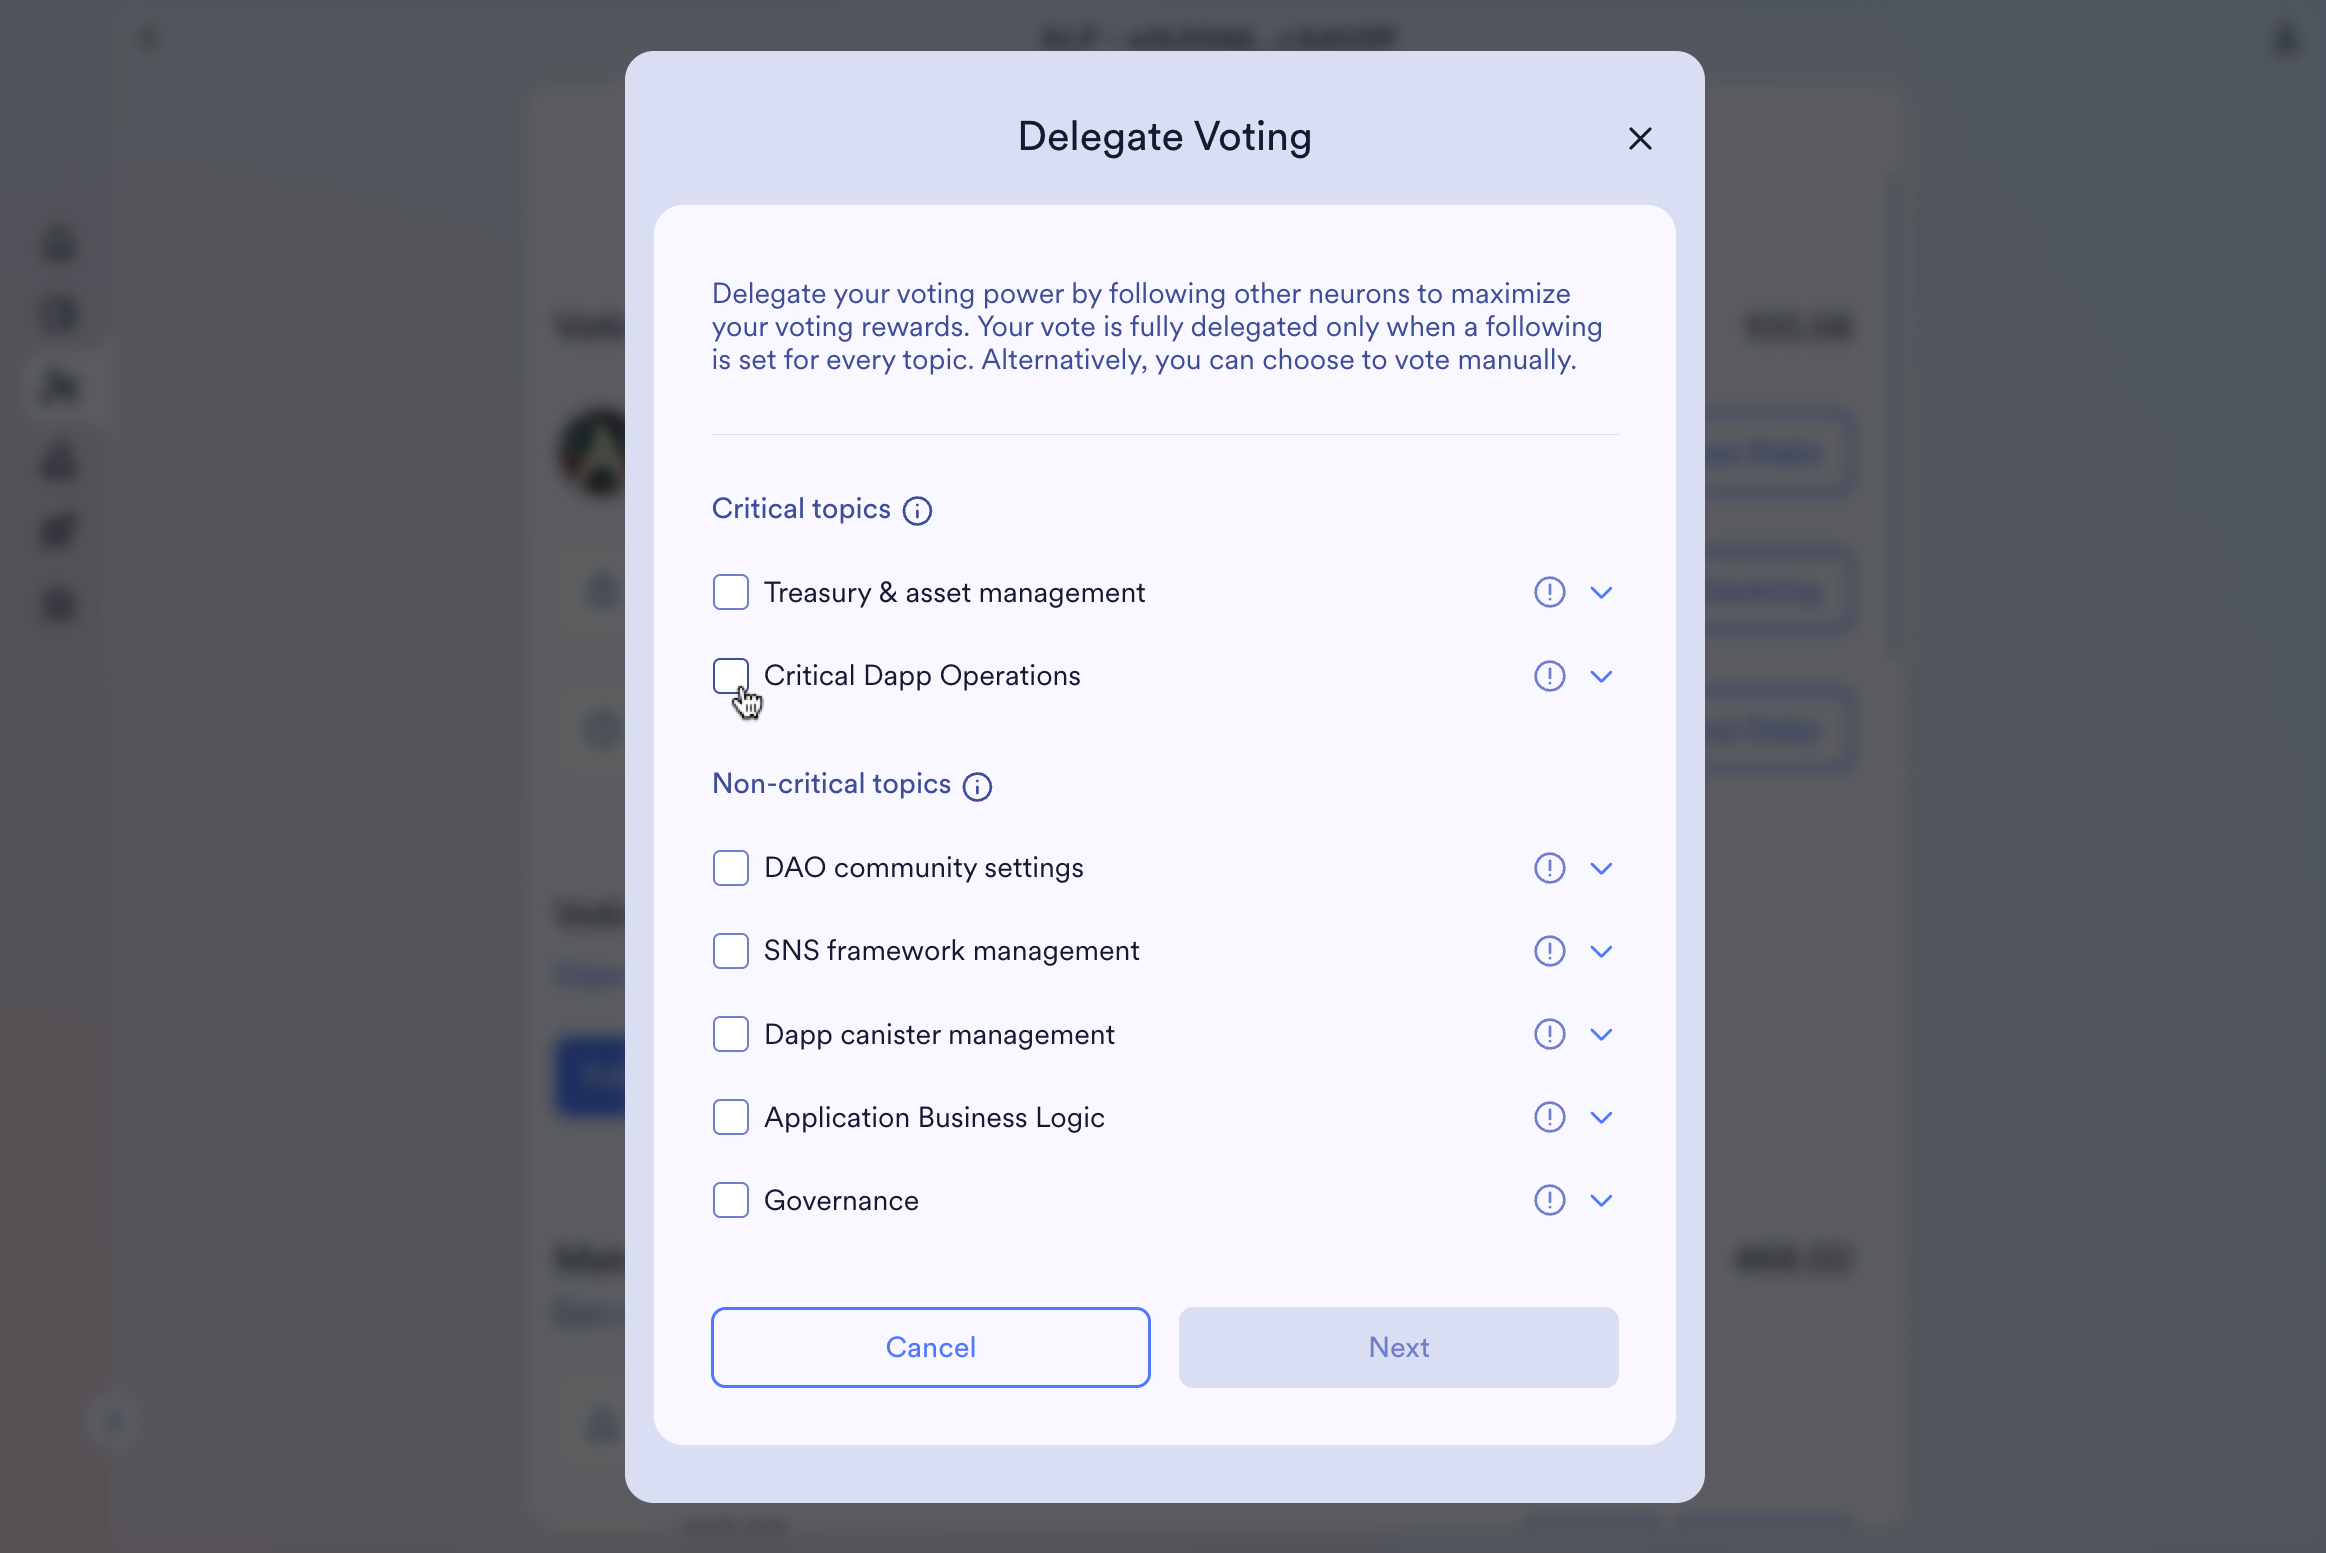 Delegate Voting
Delegate your voting power by following other neurons to maximize
your voting rewards. Your vote is fully delegated only when a following
is set for every topic. Alternatively, you can choose to vote manually.
Critical topics
Treasury & asset management
Critical Dapp Operations
Non-critical topics
DAO community settings
SNS framework management
Dapp canister management
Application Business Logic
Governance
Cancel
Next